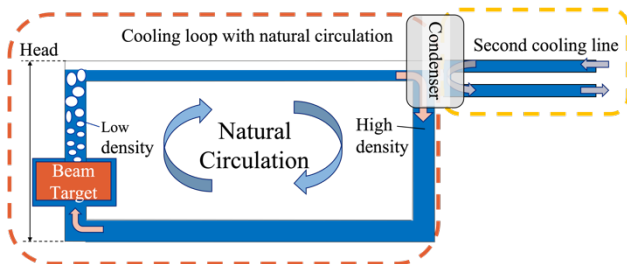 Cooling loop with natural circulation
Head
Condenser
Second cooling line
Low
density
Natural
Circulation
High
density
Beam
Target